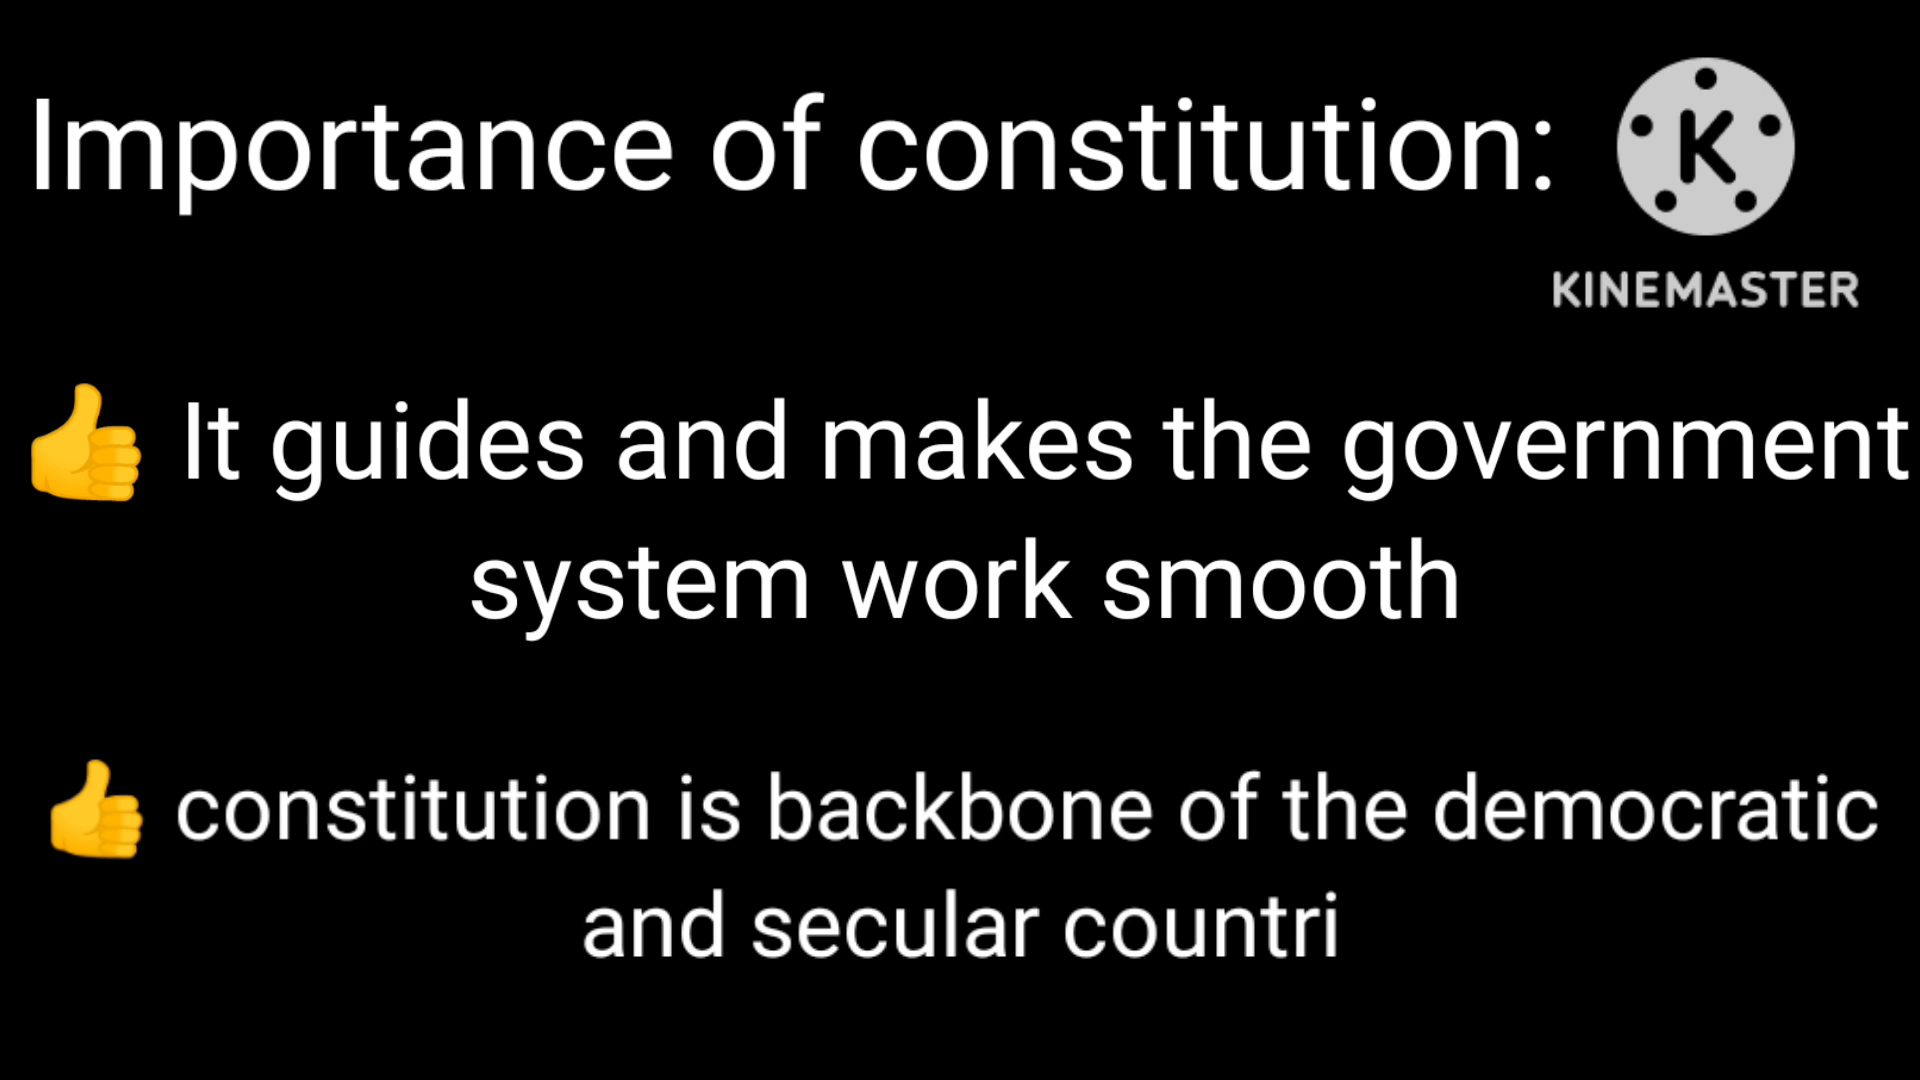 Importance of constitution:
K
KINEMASTER
👍 It guides and makes the government
system work smooth
👍 constitution is backbone of the democratic
and secular countri